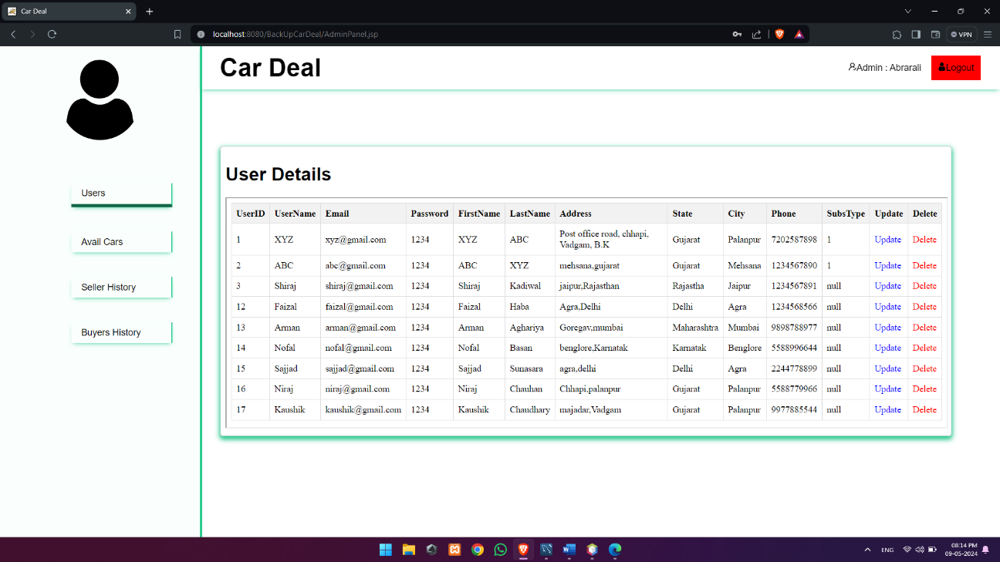 Car Deal
localhost:8080/BackUpCarDeal/AdminPanel.jsp
VPN
Car Deal
Admin : Abrarali
Logout
Users
Avail Cars
Seller History
Buyers History
User Details
UserID UserName Email Password FirstName LastName Address State City Phone SubsType Update Delete
1 XYZ xyz@gmail.com 1234 XYZ ABC Post office road, chhapi, Vadgam, B.K Gujarat Palanpur 7202587898 1 Update Delete
2 ABC abc@gmail.com 1234 ABC XYZ mehsana,gujarat Gujarat Mehsana 1234567890 1 Update Delete
3 Shiraj shiraj@gmail.com 1234 Shiraj Kadiwal jaipur,Rajasthan Rajastha Jaipur 1234567891 null Update Delete
12 Faizal faizal@gmail.com 1234 Faizal Haba Agra,Delhi Delhi Agra 1234568566 null Update Delete
13 Arman arman@gmail.com 1234 Arman Aghariya Goregav,mumbai Maharashtra Mumbai 9898788977 null Update Delete
14 Nofal nofal@gmail.com 1234 Nofal Basan benglore,Karnatak Karnatak Benglore 5588996644 null Update Delete
15 Sajjad sajjad@gmail.com 1234 Sajjad Sunasara agra,delhi Delhi Agra 2244778899 null Update Delete
16 Niraj niraj@gmail.com 1234 Niraj Chauhan Chhapi,palanpur Gujarat Palanpur 5588779966 null Update Delete
17 Kaushik kaushik@gmail.com 1234 Kaushik Chaudhary majadar,Vadgam Gujarat Palanpur 9977885544 null Update Delete
ENG
08:14 PM
09-05-2024